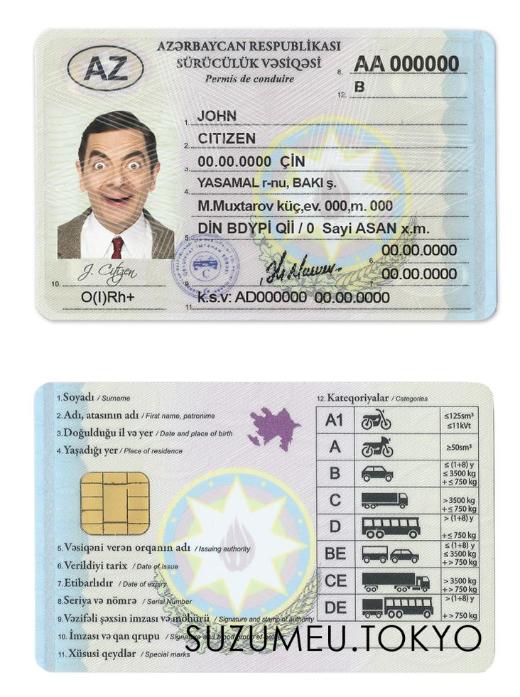 AZƏRBAYCAN RESPUBLİKASI
SÜRÜCÜLÜK VƏSİQƏSİ
Permis de conduire
AZ
8. AA 000000
12. B
1. JOHN
2. CITIZEN
3. 00.00.0000 ÇİN
4. YASAMAL r-nu, BAKI ş.
M.Muxtarov küç,ev. 000,m. 000
5. DİN BDYPİ Qİİ / 0 Sayi ASAN x.m.
6. 00.00.0000
7. 00.00.0000
J. Citizen
9.
10. O(I)Rh+
11. k.s.v: AD000000 00.00.0000
1.Soyadı / Surname
2.Adı, atasının adı / First name, patronime
3.Doğulduğu il və yer / Date and place of birth
4.Yaşadığı yer / Place of residence
5.Vəsiqəni verən orqanın adı / Issuing authority
6.Verildiyi tarix / Date of issue
7.Etibarlıdır / Date of expiry
8.Seriya və nömrə / Serial Number
9.Vəzifəli şəxsin imzası və möhürü / Signature and stamp of authority
10. İmzası və qan qrupu / Signature and blood group of
11. Xüsusi qeydlər / Special marks
12. Kateqoriyalar / Categories
A1 ≤125sm³ ≤11kVt
A ≥50sm³
B ≤ (1+8) y ≤ 3500 kg + ≤ 750 kg
C > 3500 kg + ≤ 750 kg
D > (1+8) y + ≤ 750 kg
BE ≤ (1+8) y ≤ 3500 kg + > 750 kg
CE > 3500 kg + > 750 kg
DE > (1+8) y + > 750 kg
SUZUMEU.TOKYO